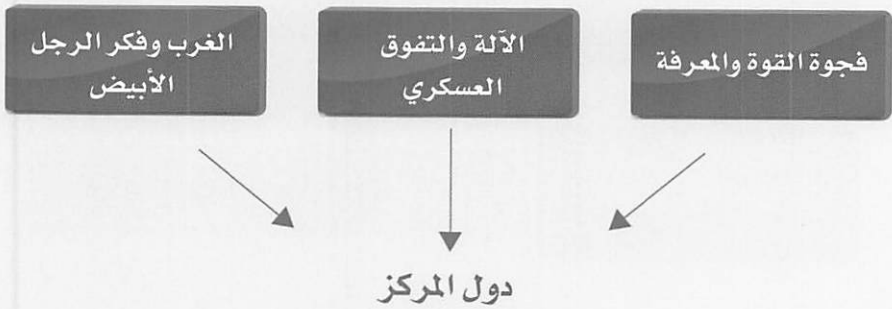 فجوة القوة والمعرفة
الآلة والتفوق
العسكري
الغرب وفكر الرجل
الأبيض
دول المركز